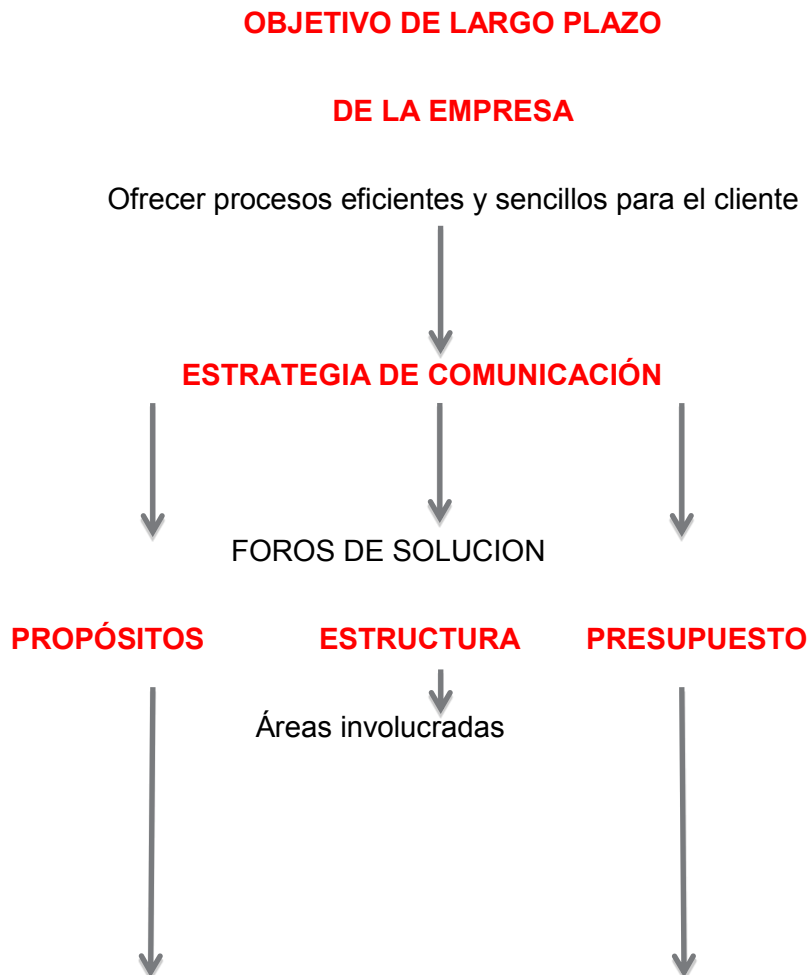 OBJETIVO DE LARGO PLAZO
DE LA EMPRESA
Ofrecer procesos eficientes y sencillos para el cliente
ESTRATEGIA DE COMUNICACIÓN
FOROS DE SOLUCION
PROPÓSITOS ESTRUCTURA PRESUPUESTO
Áreas involucradas